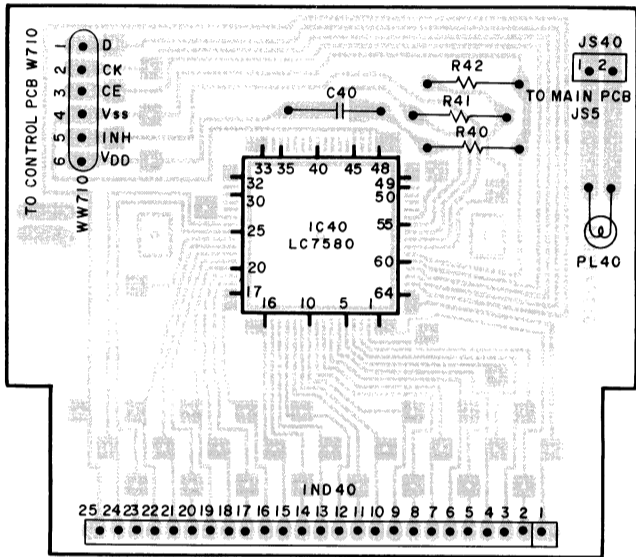 TO CONTROL PCB W710
WW710
1 D
2 CK
3 CE
4 Vss
5 INH
6 VDD
C40
R42
R41
R40
JS40
1 2
TO MAIN PCB
JS5
PL40
33 35 40 45 48
32
30
25
20
17
49
50
55
60
64
IC40
LC7580
16 10 5 1
IND40
25 24 23 22 21 20 19 18 17 16 15 14 13 12 11 10 9 8 7 6 5 4 3 2 1